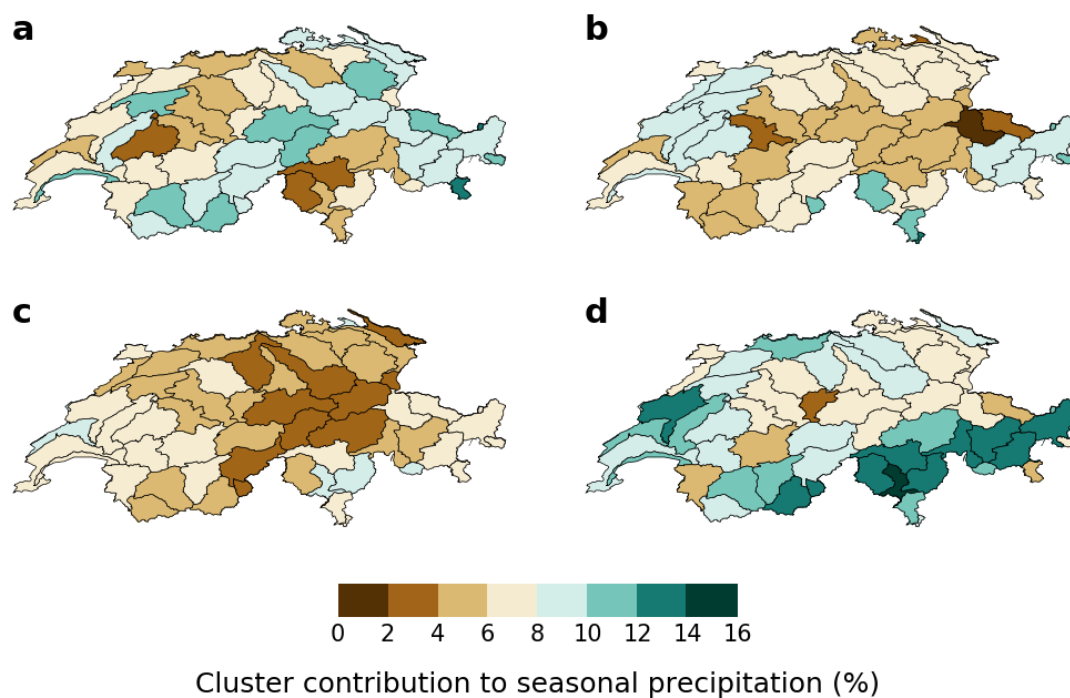 a
b
c
d
0 2 4 6 8 10 12 14 16
Cluster contribution to seasonal precipitation (%)